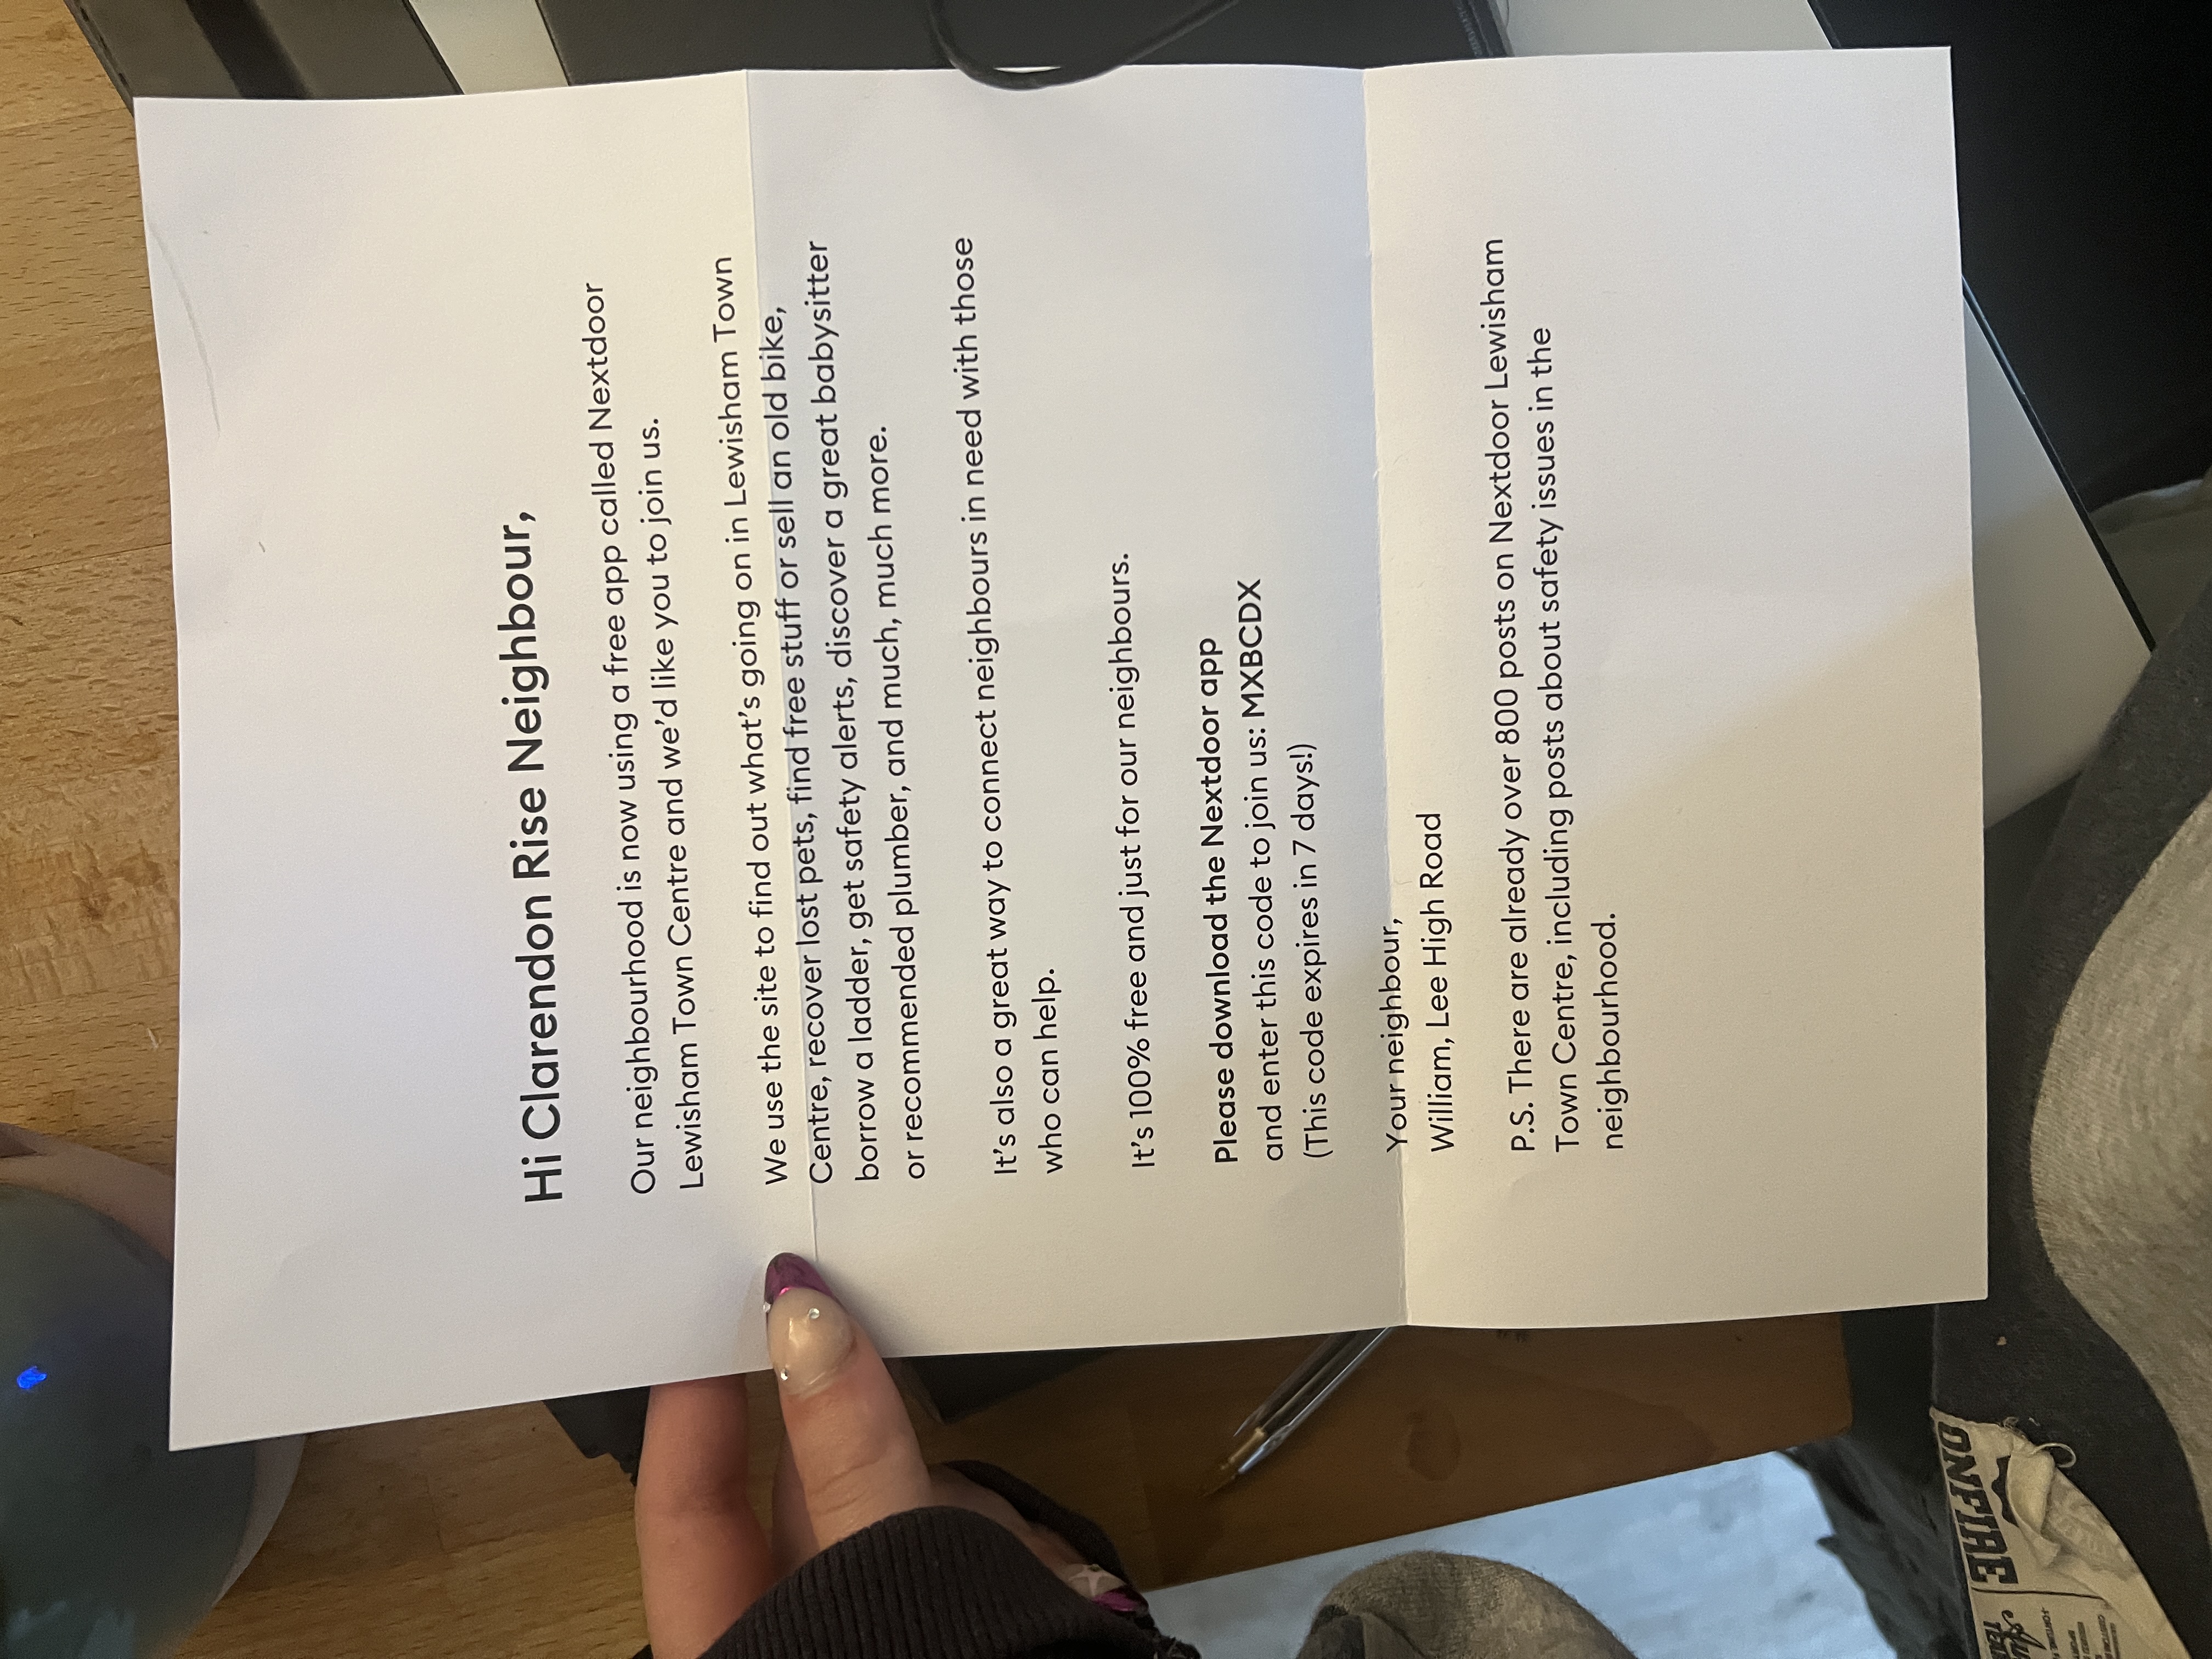 Hi Clarendon Rise Neighbour,
Our neighbourhood is now using a free app called Nextdoor
Lewisham Town Centre and we'd like you to join us.
We use the site to find out what's going on in Lewisham Town
Centre, recover lost pets, find free stuff or sell an old bike,
borrow a ladder, get safety alerts, discover a great babysitter
or recommended plumber, and much, much more.
It's also a great way to connect neighbours in need with those
who can help.
It's 100% free and just for our neighbours.
Please download the Nextdoor app
and enter this code to join us: MXBCDX
(This code expires in 7 days!)
Your neighbour,
William, Lee High Road
P.S. There are already over 800 posts on Nextdoor Lewisham
Town Centre, including posts about safety issues in the
neighbourhood.
ONFIRE